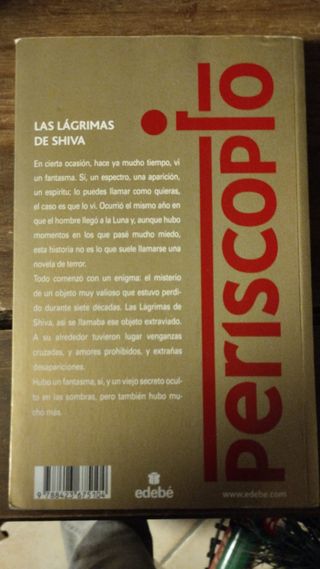 LAS LÁGRIMAS
DE SHIVA
En cierta ocasión, hace ya mucho tiempo, vi
un fantasma. Sí, un espectro, una aparición,
un espíritu; lo puedes llamar como quieras,
el caso es que lo vi. Ocurrió el mismo año en
que el hombre llegó a la Luna y, aunque hubo
momentos en los que pasé mucho miedo,
esta historia no es lo que suele llamarse una
novela de terror.
Todo comenzó con un enigma: el misterio
de un objeto muy valioso que estuvo perdi-
do durante siete décadas. Las Lágrimas de
Shiva, así se llamaba ese objeto extraviado.
A su alrededor tuvieron lugar venganzas
cruzadas, y amores prohibidos, y extrañas
desapariciones.
Hubo un fantasma, sí, y un viejo secreto ocul-
to en las sombras, pero también hubo mu-
cho más.
periscopio
9 788423 675104
edebé
www.edebe.com